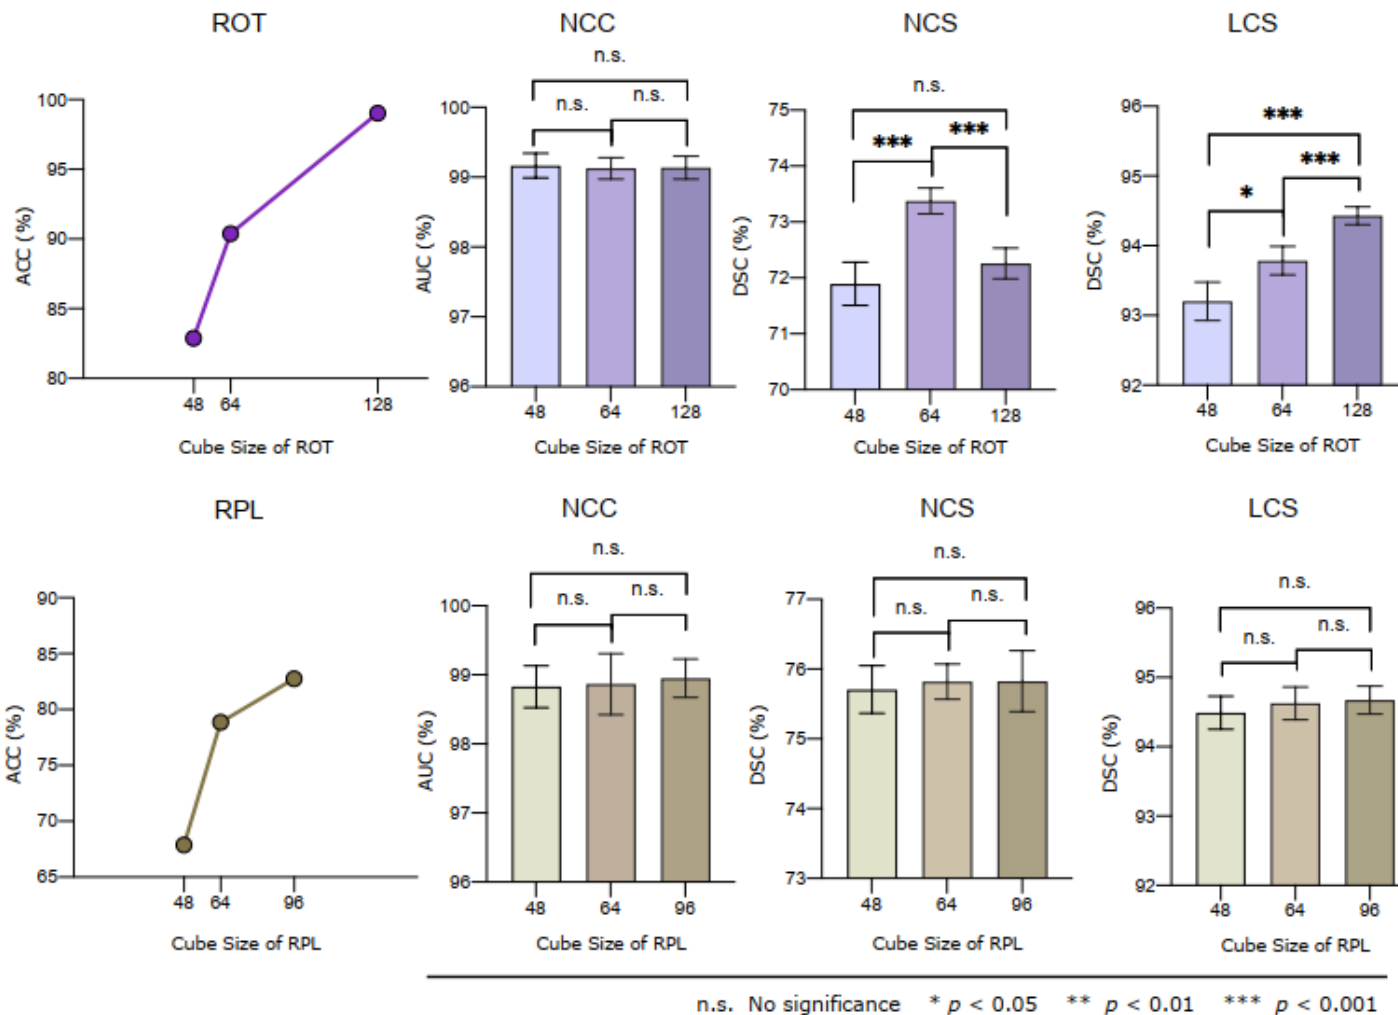 ROT
NCC
NCS
LCS
n.s.
n.s.
n.s.
n.s.
***
***
***
***
*
ACC (%)
100
95
90
85
80
48 64 128
Cube Size of ROT
AUC (%)
100
99
98
97
96
48 64 128
Cube Size of ROT
DSC (%)
75
74
73
72
71
70
48 64 128
Cube Size of ROT
DSC (%)
96
95
94
93
92
48 64 128
Cube Size of ROT
RPL
NCC
NCS
LCS
n.s.
n.s.
n.s.
n.s.
n.s.
n.s.
n.s.
n.s.
n.s.
ACC (%)
90
85
80
75
70
65
48 64 96
Cube Size of RPL
AUC (%)
100
99
98
97
96
48 64 96
Cube Size of RPL
DSC (%)
77
76
75
74
73
48 64 96
Cube Size of RPL
DSC (%)
96
95
94
93
92
48 64 96
Cube Size of RPL
n.s. No significance * p < 0.05 ** p < 0.01 *** p < 0.001